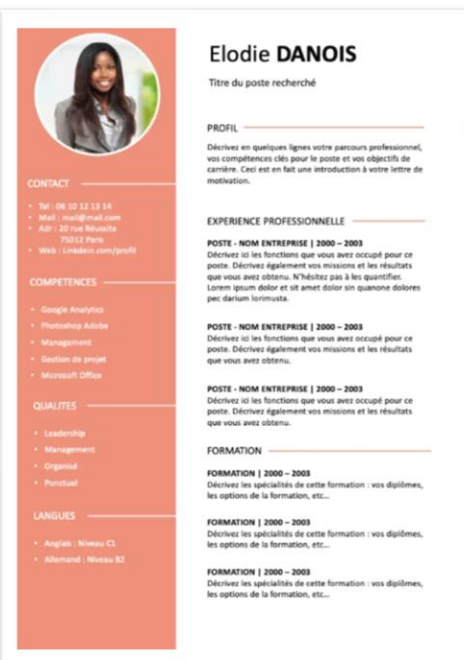 Elodie DANOIS
Titre du poste recherché
CONTACT
• Tel : 06 10 12 13 14
• Mail : mail@mail.com
• Adr : 20 rue Réussite
75012 Paris
• Web : Linkdein.com/profil
COMPETENCES
• Google Analytics
• Photoshop Adobe
• Management
• Gestion de projet
• Microsoft Office
QUALITES
• Leadership
• Management
• Organisé
• Ponctuel
LANGUES
• Anglais : Niveau C1
• Allemand : Niveau B2
PROFIL
Décrivez en quelques lignes votre parcours professionnel,
vos compétences clés pour le poste et vos objectifs de
carrière. Ceci est en fait une introduction à votre lettre de
motivation.
EXPERIENCE PROFESSIONNELLE
POSTE - NOM ENTREPRISE | 2000 – 2003
Décrivez ici les fonctions que vous avez occupé pour ce
poste. Décrivez également vos missions et les résultats
que vous avez obtenu. N'hésitez pas à les quantifier.
Lorem ipsum dolor et sit amet dolor sin quanone dolores
pec darium lorimusta.
POSTE - NOM ENTREPRISE | 2000 – 2003
Décrivez ici les fonctions que vous avez occupé pour ce
poste. Décrivez également vos missions et les résultats
que vous avez obtenu.
POSTE - NOM ENTREPRISE | 2000 – 2003
Décrivez ici les fonctions que vous avez occupé pour ce
poste. Décrivez également vos missions et les résultats
que vous avez obtenu.
FORMATION
FORMATION | 2000 – 2003
Décrivez les spécialités de cette formation : vos diplômes,
les options de la formation, etc...
FORMATION | 2000 – 2003
Décrivez les spécialités de cette formation : vos diplômes,
les options de la formation, etc...
FORMATION | 2000 – 2003
Décrivez les spécialités de cette formation : vos diplômes,
les options de la formation, etc...